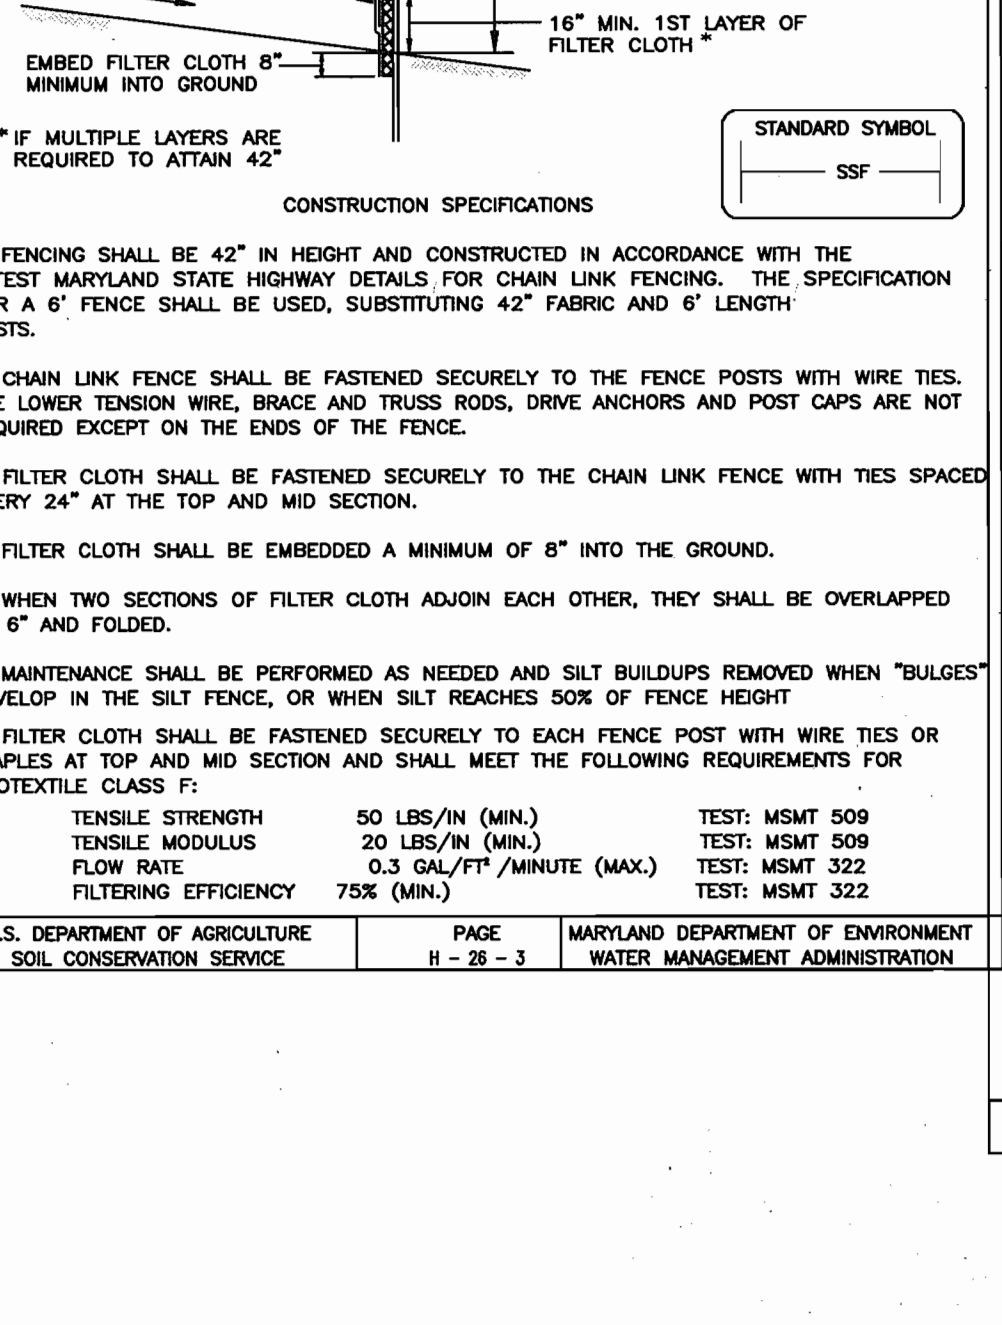 16" MIN. 1ST LAYER OF
FILTER CLOTH *
EMBED FILTER CLOTH 8"
MINIMUM INTO GROUND
* IF MULTIPLE LAYERS ARE
REQUIRED TO ATTAIN 42"
STANDARD SYMBOL
SSF
CONSTRUCTION SPECIFICATIONS
FENCING SHALL BE 42" IN HEIGHT AND CONSTRUCTED IN ACCORDANCE WITH THE
TEST MARYLAND STATE HIGHWAY DETAILS FOR CHAIN LINK FENCING. THE SPECIFICATION
R A 6' FENCE SHALL BE USED, SUBSTITUTING 42" FABRIC AND 6' LENGTH
STS.
CHAIN LINK FENCE SHALL BE FASTENED SECURELY TO THE FENCE POSTS WITH WIRE TIES.
E LOWER TENSION WIRE, BRACE AND TRUSS RODS, DRIVE ANCHORS AND POST CAPS ARE NOT
QUIRED EXCEPT ON THE ENDS OF THE FENCE.
FILTER CLOTH SHALL BE FASTENED SECURELY TO THE CHAIN LINK FENCE WITH TIES SPACED
ERY 24" AT THE TOP AND MID SECTION.
FILTER CLOTH SHALL BE EMBEDDED A MINIMUM OF 8" INTO THE GROUND.
WHEN TWO SECTIONS OF FILTER CLOTH ADJOIN EACH OTHER, THEY SHALL BE OVERLAPPED
6" AND FOLDED.
MAINTENANCE SHALL BE PERFORMED AS NEEDED AND SILT BUILDUPS REMOVED WHEN "BULGES"
VELOP IN THE SILT FENCE, OR WHEN SILT REACHES 50% OF FENCE HEIGHT
FILTER CLOTH SHALL BE FASTENED SECURELY TO EACH FENCE POST WITH WIRE TIES OR
APLES AT TOP AND MID SECTION AND SHALL MEET THE FOLLOWING REQUIREMENTS FOR
OTEXTILE CLASS F:
TENSILE STRENGTH 50 LBS/IN (MIN.) TEST: MSMT 509
TENSILE MODULUS 20 LBS/IN (MIN.) TEST: MSMT 509
FLOW RATE 0.3 GAL/FT² /MINUTE (MAX.) TEST: MSMT 322
FILTERING EFFICIENCY 75% (MIN.) TEST: MSMT 322
.S. DEPARTMENT OF AGRICULTURE
SOIL CONSERVATION SERVICE
PAGE
H - 26 - 3
MARYLAND DEPARTMENT OF ENVIRONMENT
WATER MANAGEMENT ADMINISTRATION